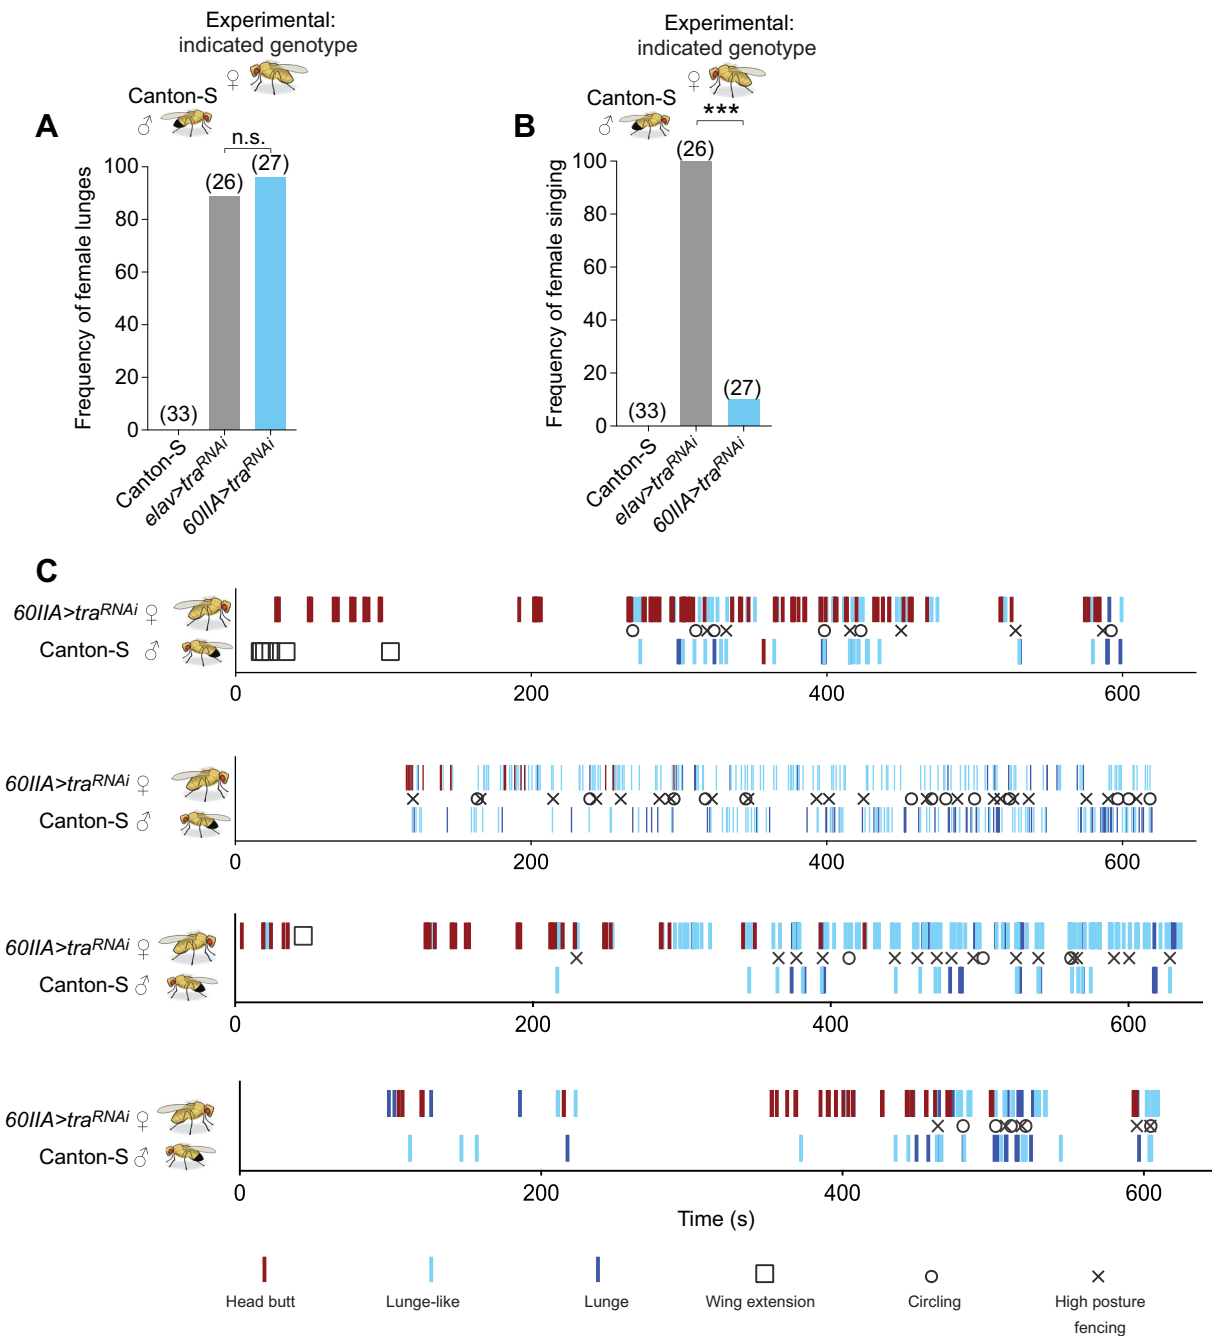 Experimental:
indicated genotype
♀
Canton-S
♂
A
n.s.
(33)
(26)
(27)
Frequency of female lunges
100
80
60
40
20
0
Canton-S
elav>tra^RNAi
60IIA>tra^RNAi
Experimental:
indicated genotype
♀
Canton-S
♂
B
***
(33)
(26)
(27)
Frequency of female singing
100
80
60
40
20
0
Canton-S
elav>tra^RNAi
60IIA>tra^RNAi
C
60IIA>tra^RNAi ♀
Canton-S ♂
0 200 400 600
60IIA>tra^RNAi ♀
Canton-S ♂
0 200 400 600
60IIA>tra^RNAi ♀
Canton-S ♂
0 200 400 600
60IIA>tra^RNAi ♀
Canton-S ♂
0 200 400 600
Time (s)
Head butt
Lunge-like
Lunge
Wing extension
Circling
High posture
fencing